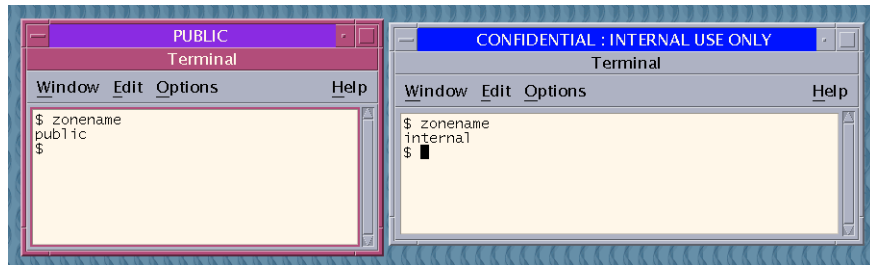 PUBLIC
Terminal
Window Edit Options Help
$ zonename
public
$
CONFIDENTIAL : INTERNAL USE ONLY
Terminal
Window Edit Options Help
$ zonename
internal
$